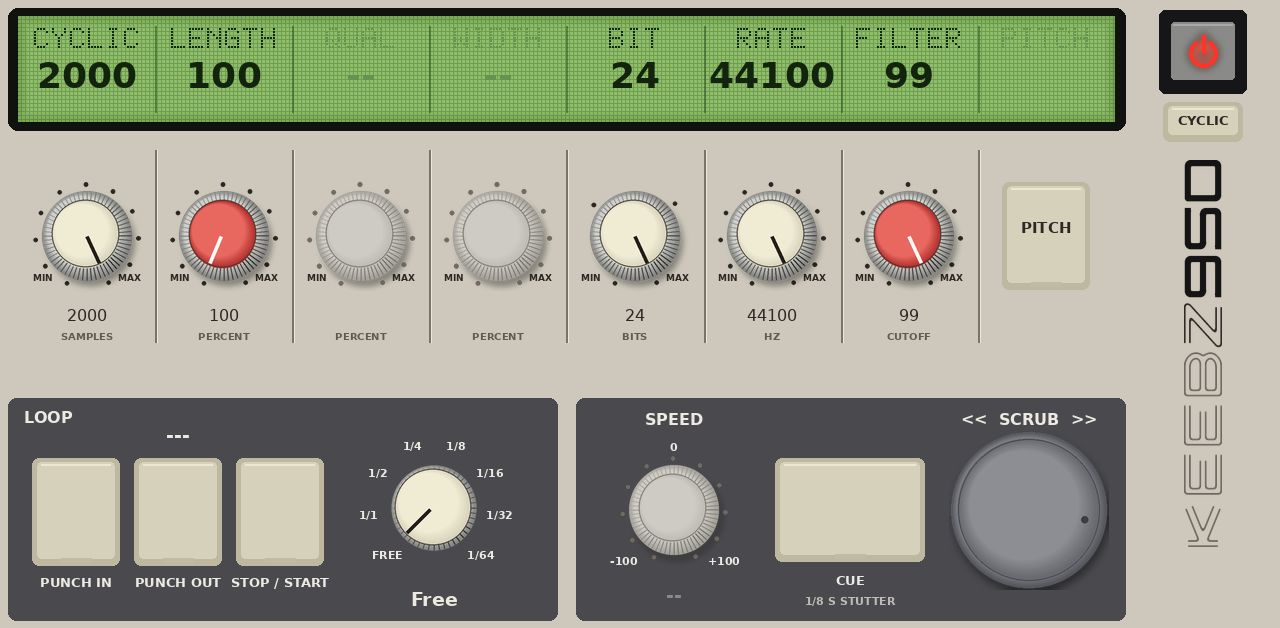 CYCLIC LENGTH QUAL WIDTH BIT RATE FILTER PITCH
2000 100 -- -- 24 44100 99
CYCLIC
PITCH
MIN MAX MIN MAX MIN MAX MIN MAX MIN MAX MIN MAX MIN MAX
2000 100 24 44100 99
SAMPLES PERCENT PERCENT PERCENT BITS HZ CUTOFF
LOOP
---
PUNCH IN PUNCH OUT STOP / START
1/4 1/8
1/2 1/16
1/1 1/32
FREE 1/64
Free
SPEED
0
-100 +100
--
CUE
1/8 S STUTTER
<< SCRUB >>
KEEBZ950